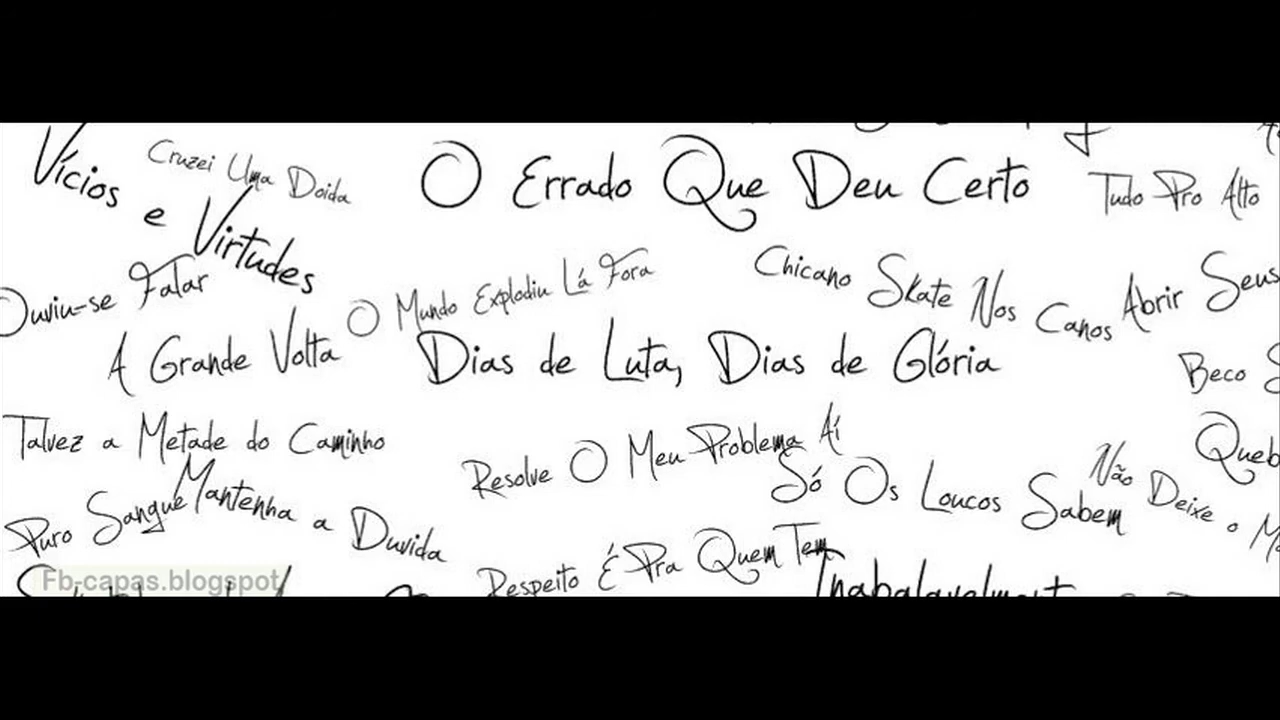 Vícios e Virtudes
Cruzei Uma Doida
O Errado Que Deu Certo
Tudo Pro Alto
Ouviu-se Falar
O Mundo Explodiu Lá Fora
Chicano
Skate Nos Canos
Abrir Seus
A Grande Volta
Dias de Luta, Dias de Glória
Beco
Talvez a Metade do Caminho
Resolve O Meu Problema Aí
Só Os Loucos Sabem
Não Deixe o
Puro Sangue
Mantenha a Duvida
Respeito É Pra Quem Tem
Fb-capas.blogspot/